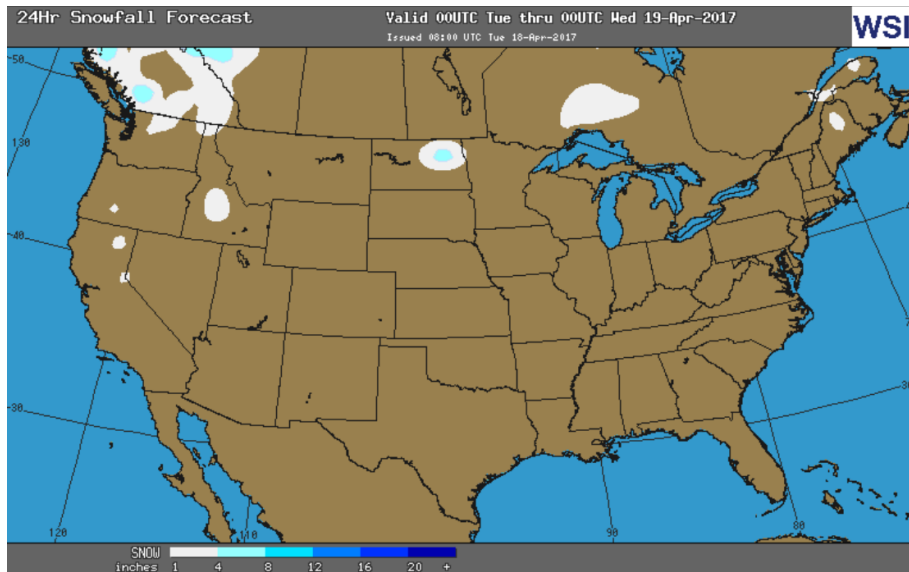 24Hr Snowfall Forecast
Valid 00UTC Tue thru 00UTC Wed 19-Apr-2017
Issued 08:00 UTC Tue 18-Apr-2017
WSI
50
130
40
30
120
110
90
80
SNOW
inches 1 4 8 12 16 20 +